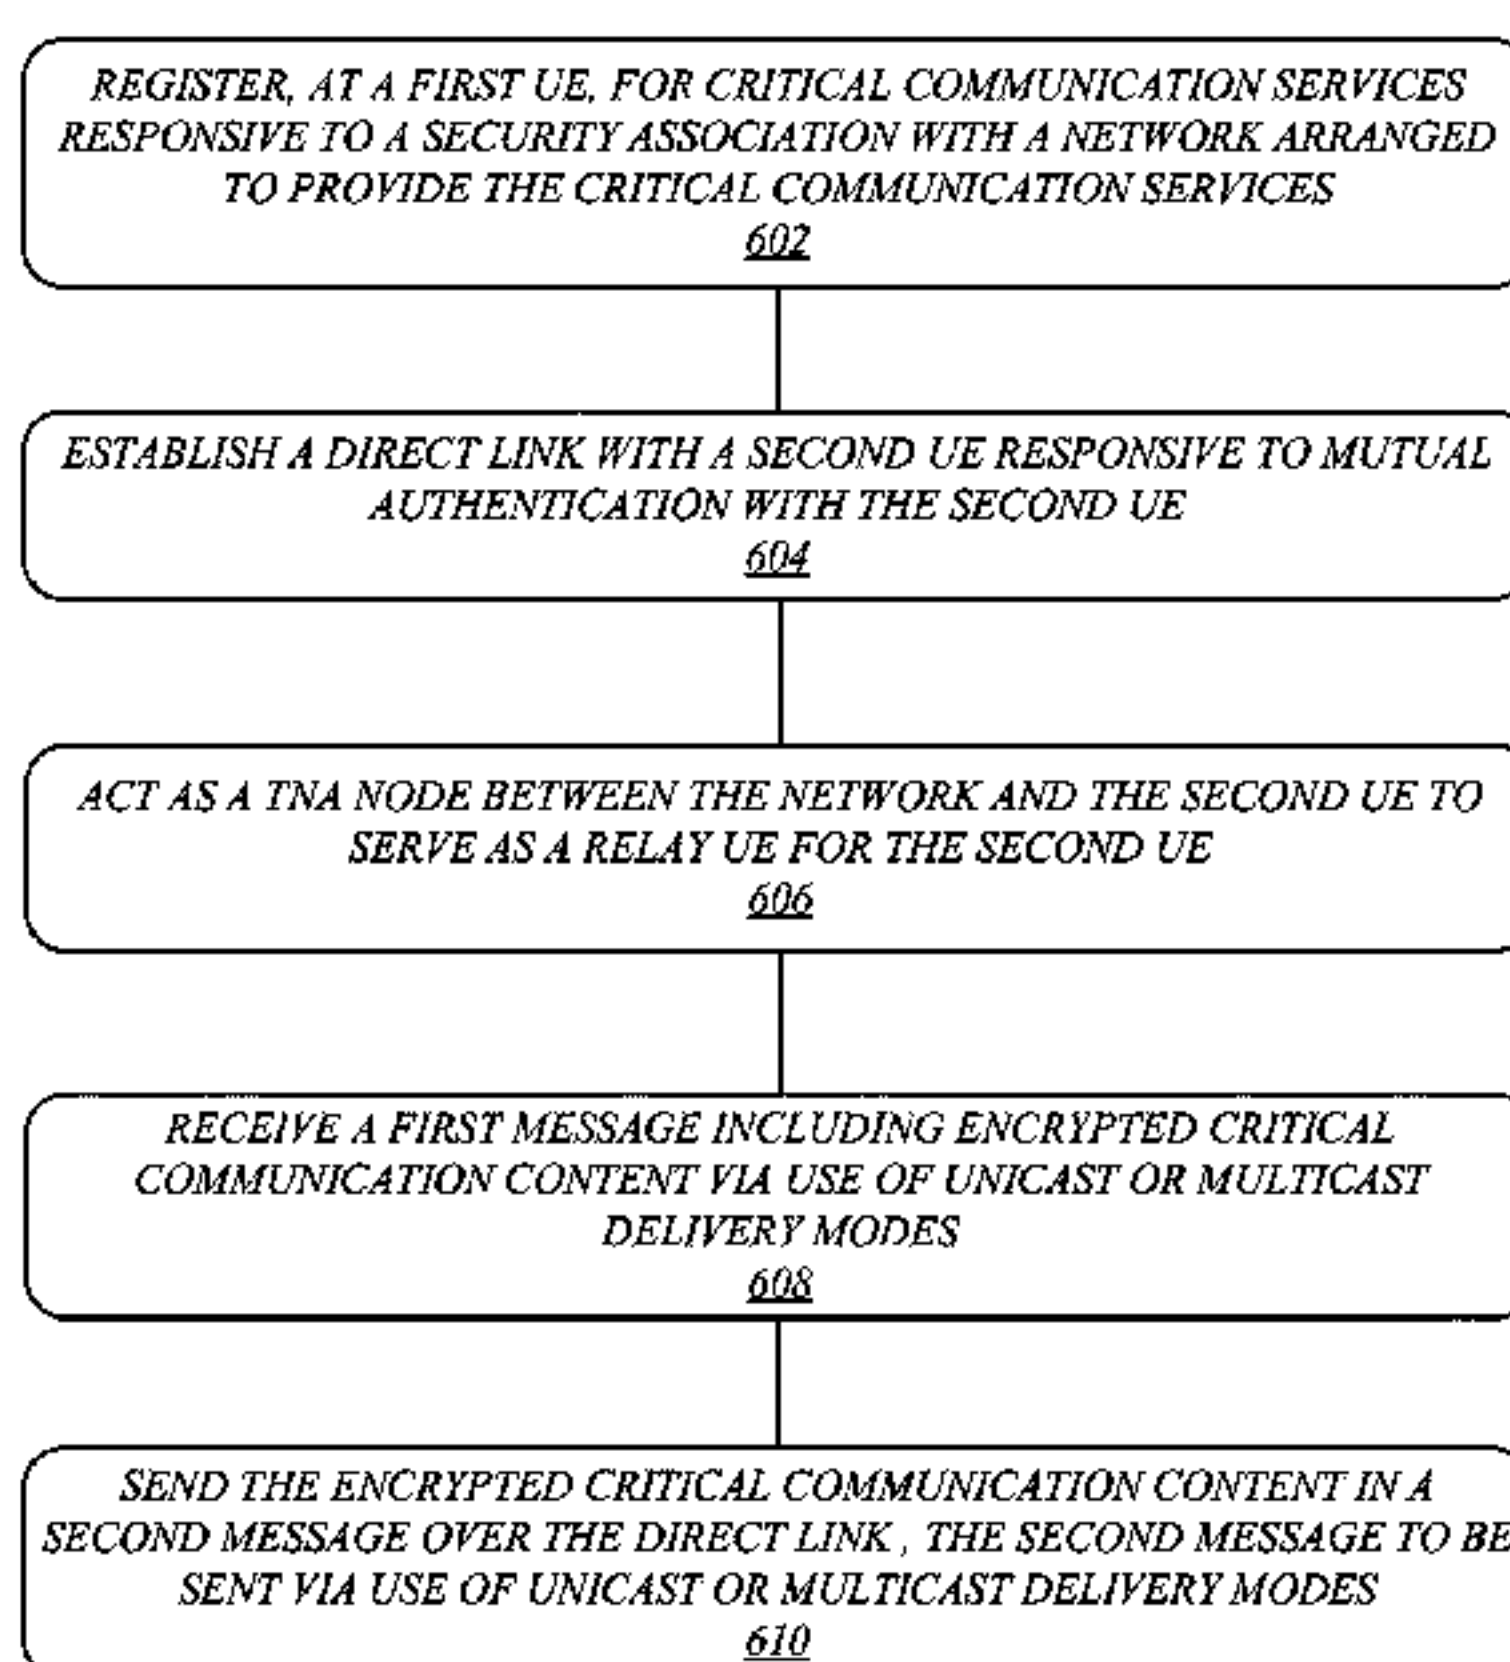 REGISTER, AT A FIRST UE, FOR CRITICAL COMMUNICATION SERVICES
RESPONSIVE TO A SECURITY ASSOCIATION WITH A NETWORK ARRANGED
TO PROVIDE THE CRITICAL COMMUNICATION SERVICES
602
ESTABLISH A DIRECT LINK WITH A SECOND UE RESPONSIVE TO MUTUAL
AUTHENTICATION WITH THE SECOND UE
604
ACT AS A TNA NODE BETWEEN THE NETWORK AND THE SECOND UE TO
SERVE AS A RELAY UE FOR THE SECOND UE
606
RECEIVE A FIRST MESSAGE INCLUDING ENCRYPTED CRITICAL
COMMUNICATION CONTENT VIA USE OF UNICAST OR MULTICAST
DELIVERY MODES
608
SEND THE ENCRYPTED CRITICAL COMMUNICATION CONTENT IN A
SECOND MESSAGE OVER THE DIRECT LINK , THE SECOND MESSAGE TO BE
SENT VIA USE OF UNICAST OR MULTICAST DELIVERY MODES
610